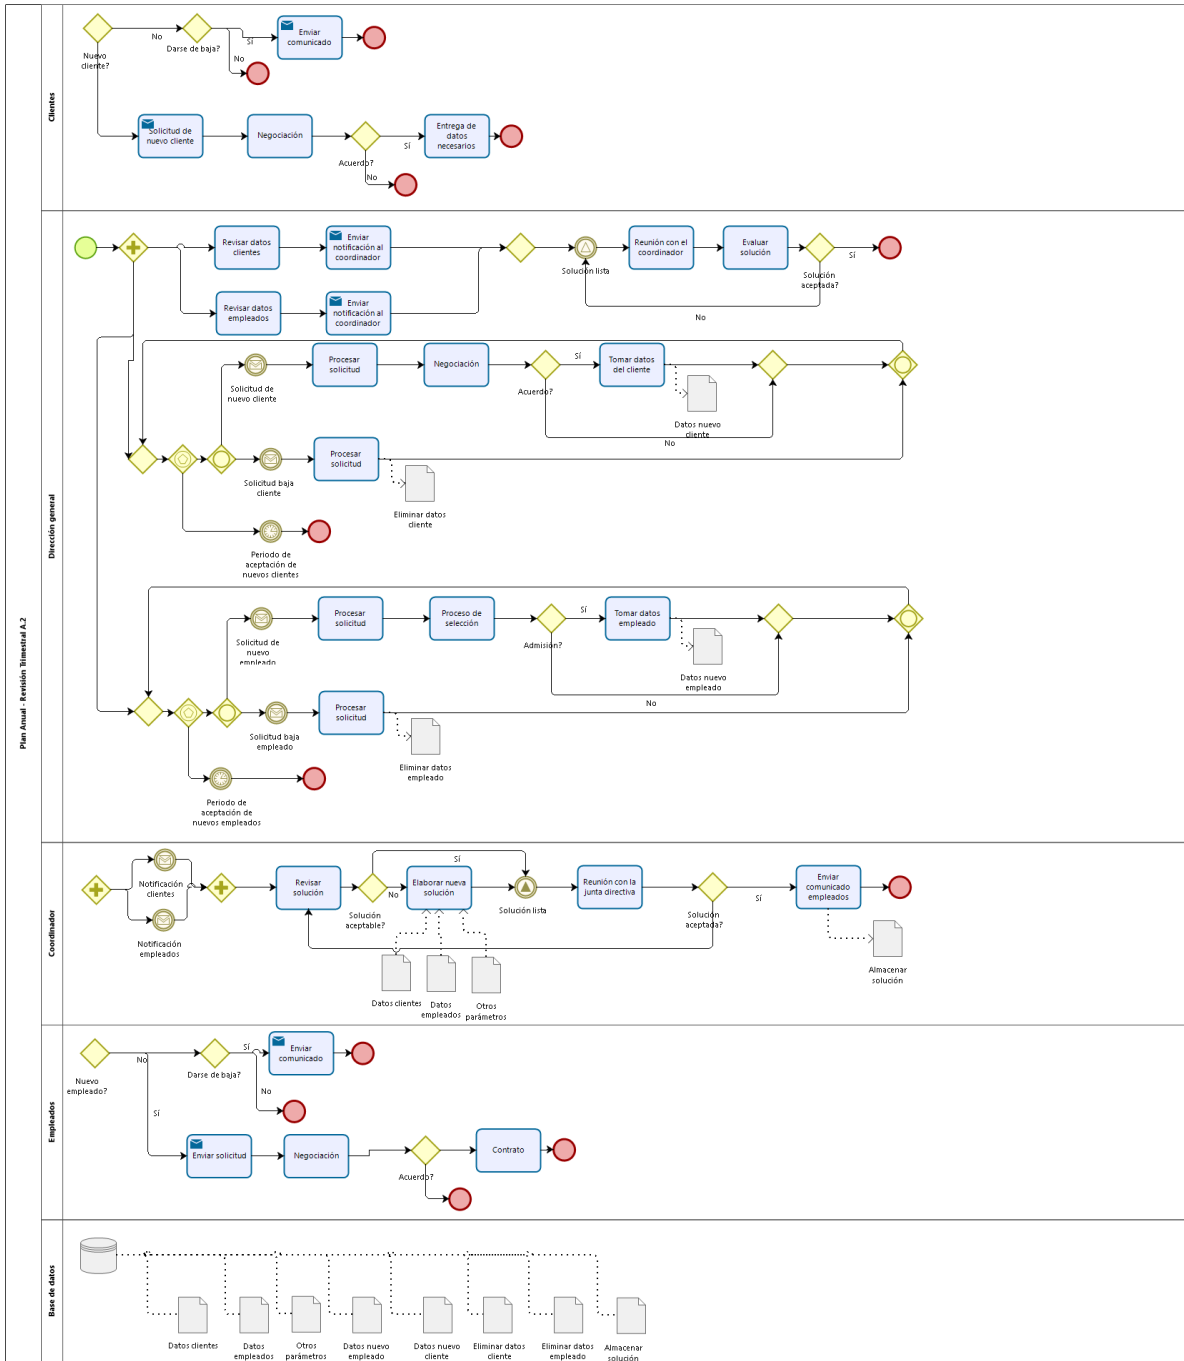 Plan Anual - Revisión Trimestral A.2
Clientes
Nuevo
cliente?
No
Darse de baja?
Sí
No
Enviar
comunicado
Solicitud de
nuevo cliente
Negociación
Acuerdo?
Sí
No
Entrega de
datos
necesarios
Dirección general
Revisar datos
clientes
Enviar
notificación al
coordinador
Revisar datos
empleados
Enviar
notificación al
coordinador
Solución lista
Reunión con el
coordinador
Evaluar
solución
Solución
aceptada?
Sí
No
Solicitud de
nuevo cliente
Procesar
solicitud
Negociación
Acuerdo?
Sí
No
Tomar datos
del cliente
Datos nuevo
cliente
Solicitud baja
cliente
Procesar
solicitud
Eliminar datos
cliente
Periodo de
aceptación de
nuevos clientes
Solicitud de
nuevo
empleado
Procesar
solicitud
Proceso de
selección
Admisión?
Sí
No
Tomar datos
empleado
Datos nuevo
empleado
Solicitud baja
empleado
Procesar
solicitud
Eliminar datos
empleado
Periodo de
aceptación de
nuevos empleados
Coordinador
Notificación
clientes
Notificación
empleados
Revisar
solución
Solución
aceptable?
Sí
No
Elaborar nueva
solución
Solución lista
Reunión con la
junta directiva
Solución
aceptada?
Sí
Enviar
comunicado
empleados
Almacenar
solución
Datos clientes
Datos
empleados
Otros
parámetros
Empleados
Nuevo
empleado?
No
Sí
Darse de baja?
Sí
No
Enviar
comunicado
Enviar solicitud
Negociación
Acuerdo?
Contrato
Base de datos
Datos clientes
Datos
empleados
Otros
parámetros
Datos nuevo
empleado
Datos nuevo
cliente
Eliminar datos
cliente
Eliminar datos
empleado
Almacenar
solución